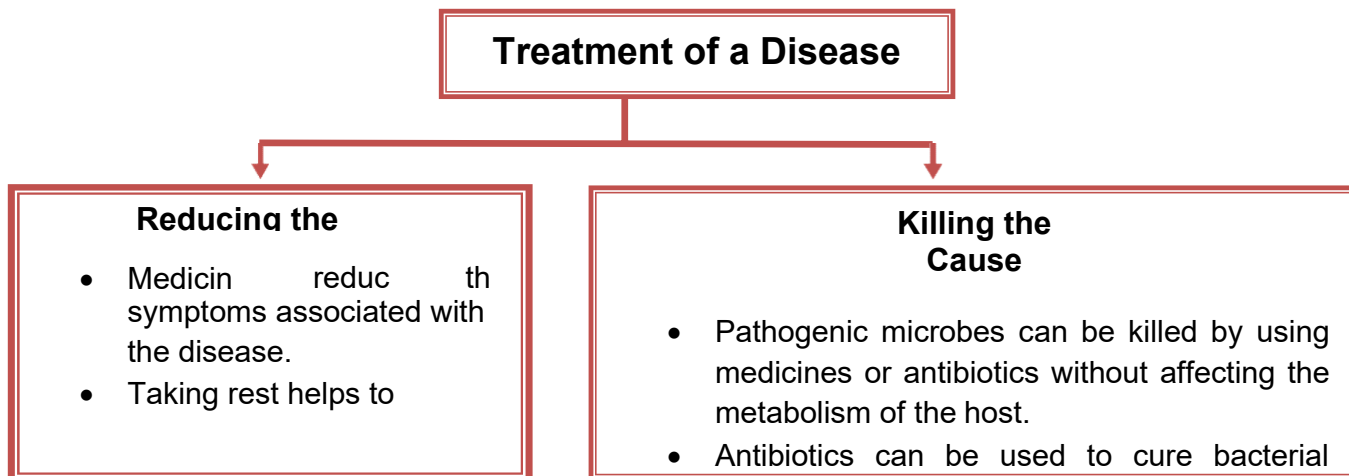 Treatment of a Disease
Reducing the
• Medicin reduc th
symptoms associated with
the disease.
• Taking rest helps to
Killing the
Cause
• Pathogenic microbes can be killed by using
medicines or antibiotics without affecting the
metabolism of the host.
• Antibiotics can be used to cure bacterial